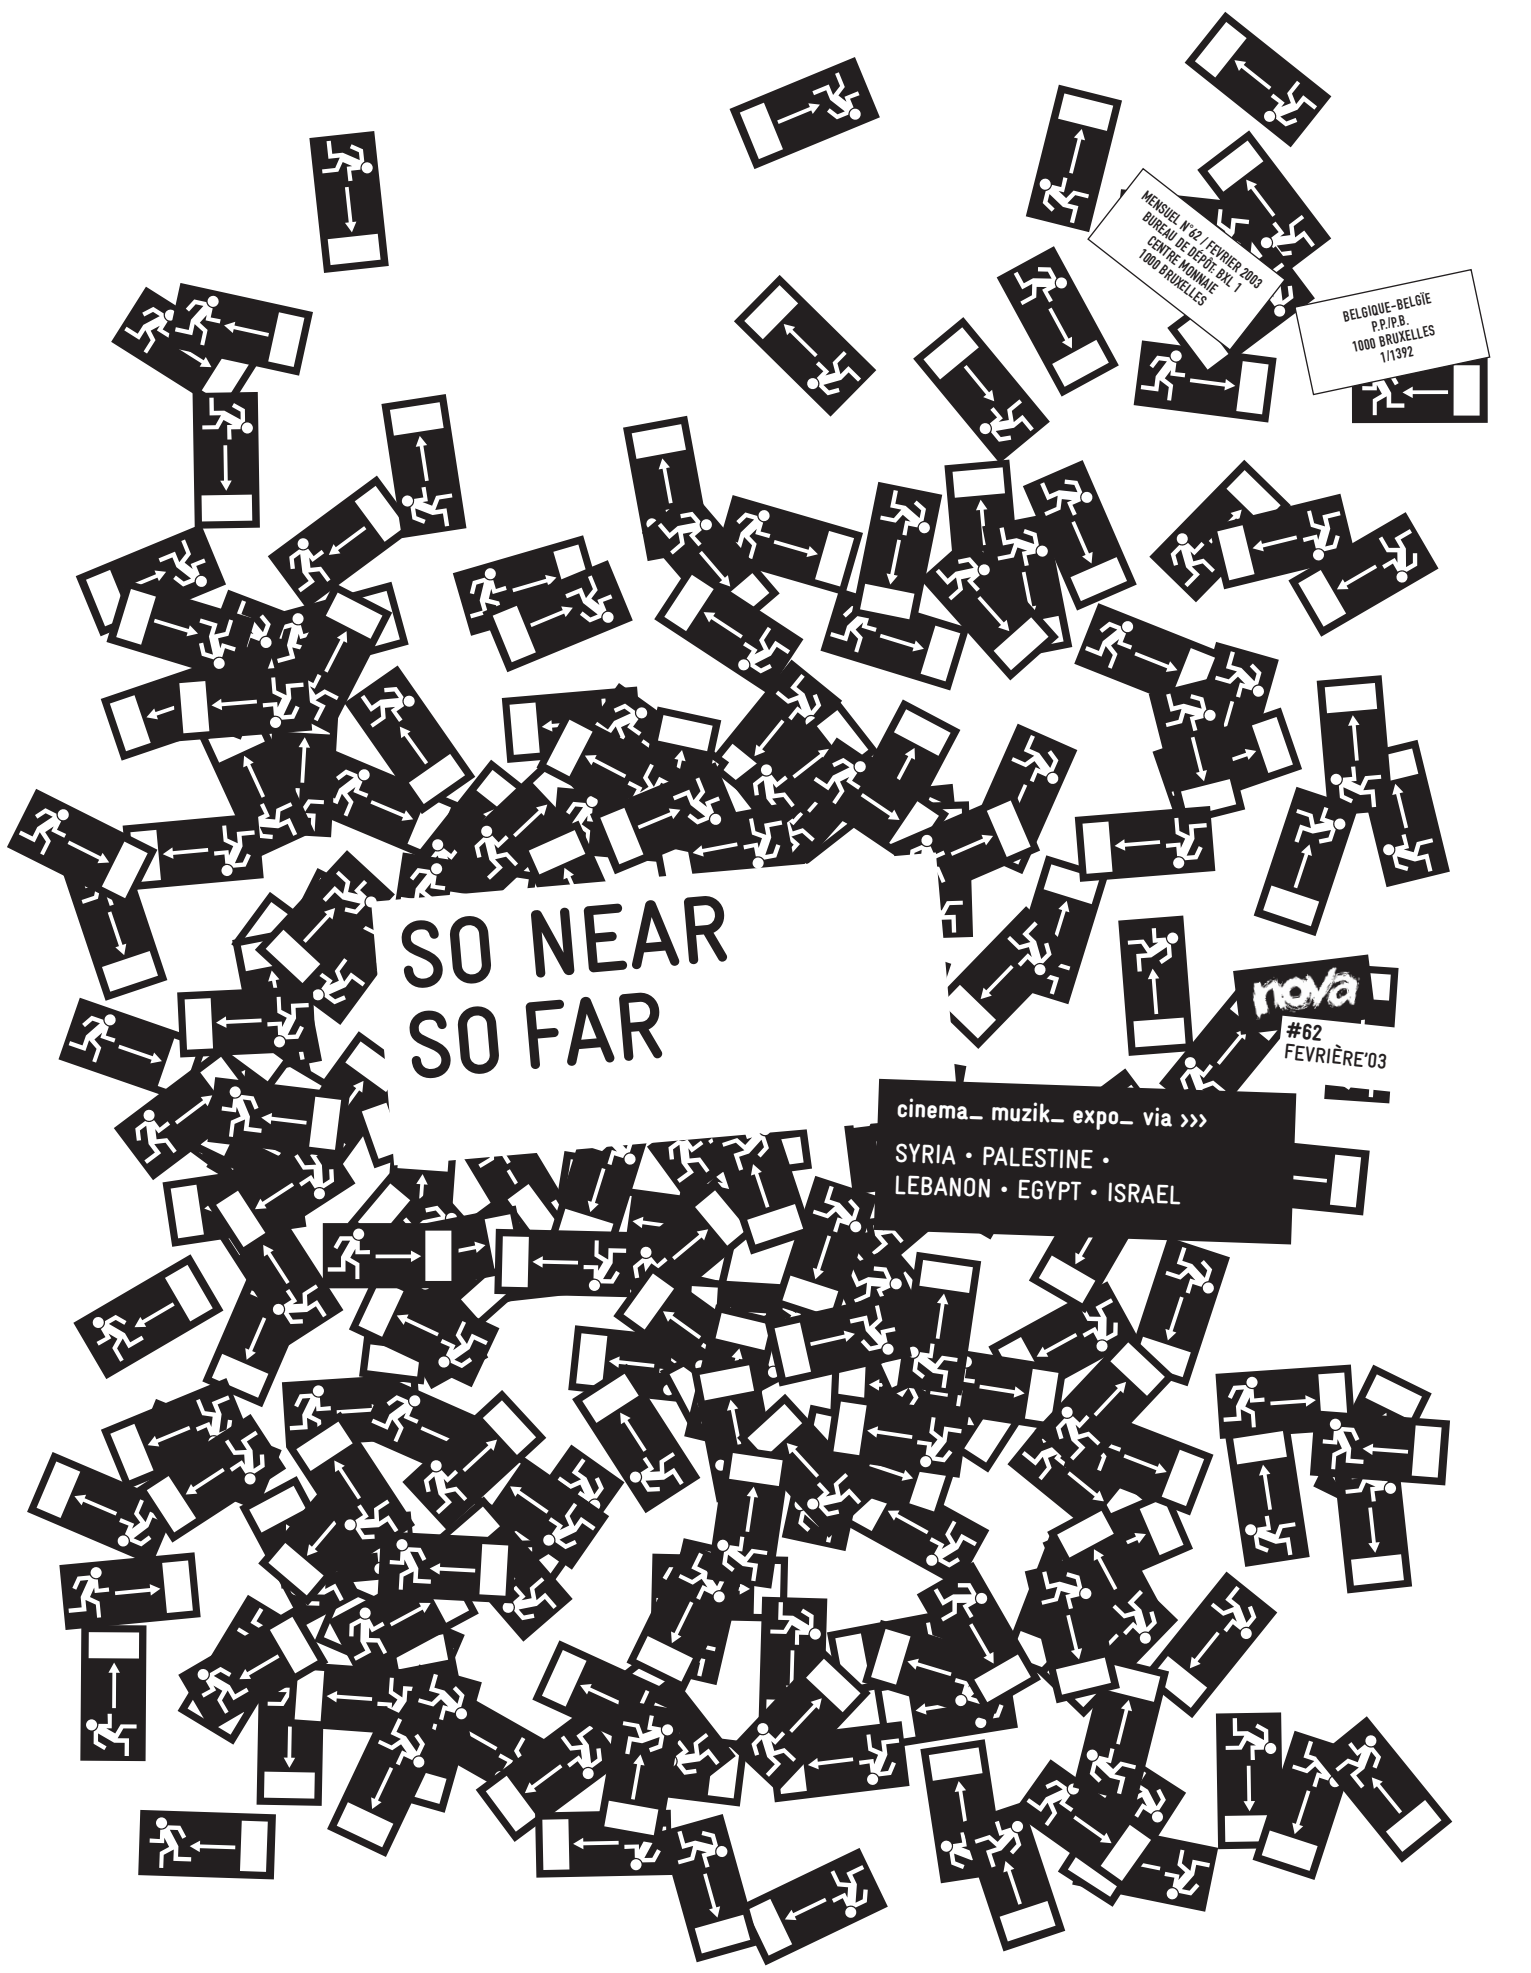 MENSUEL N°62 / FEVRIER 2003
BUREAU DE DÉPÔT: BXL 1
CENTRE MONNAIE
1000 BRUXELLES
BELGIQUE-BELGÏE
P.P./P.B.
1000 BRUXELLES
1/1392
SO NEAR
SO FAR
nova
#62
FEVRIÈRE'03
cinema_ muzik_ expo_ via >>>
SYRIA • PALESTINE •
LEBANON • EGYPT • ISRAEL